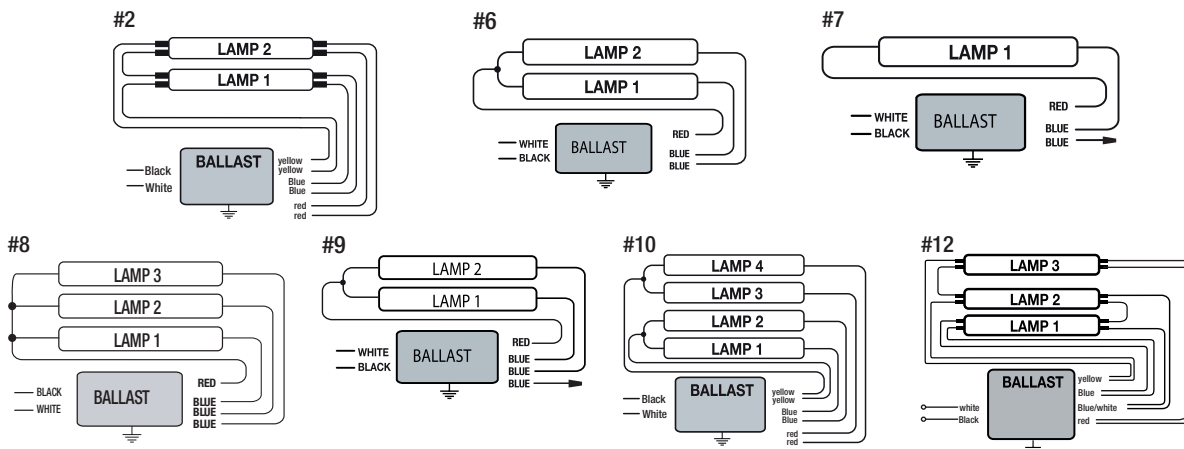 #2
LAMP 2
LAMP 1
BALLAST
Black
White
yellow
yellow
Blue
Blue
red
red
#6
LAMP 2
LAMP 1
WHITE
BLACK
BALLAST
RED
BLUE
BLUE
#7
LAMP 1
WHITE
BLACK
BALLAST
RED
BLUE
BLUE
#8
LAMP 3
LAMP 2
LAMP 1
BLACK
WHITE
BALLAST
RED
BLUE
BLUE
BLUE
#9
LAMP 2
LAMP 1
WHITE
BLACK
BALLAST
RED
BLUE
BLUE
BLUE
#10
LAMP 4
LAMP 3
LAMP 2
LAMP 1
Black
White
BALLAST
yellow
yellow
Blue
Blue
red
red
#12
LAMP 3
LAMP 2
LAMP 1
white
Black
BALLAST
yellow
Blue
Blue/white
red